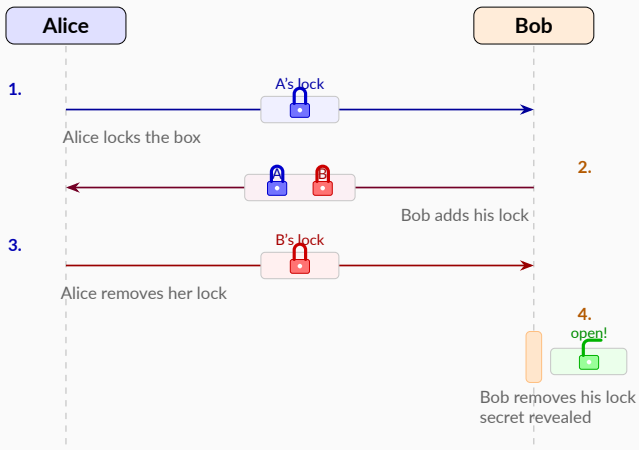 Alice
Bob
1.
A's lock
Alice locks the box
2.
A
B
Bob adds his lock
3.
B's lock
Alice removes her lock
4.
open!
Bob removes his lock
secret revealed